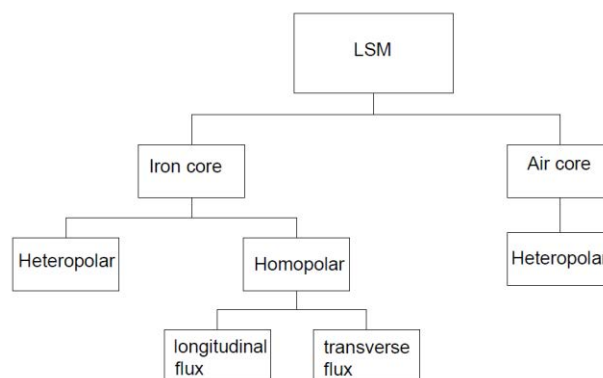 LSM
Iron core
Air core
Heteropolar
Homopolar
Heteropolar
longitudinal
flux
transverse
flux